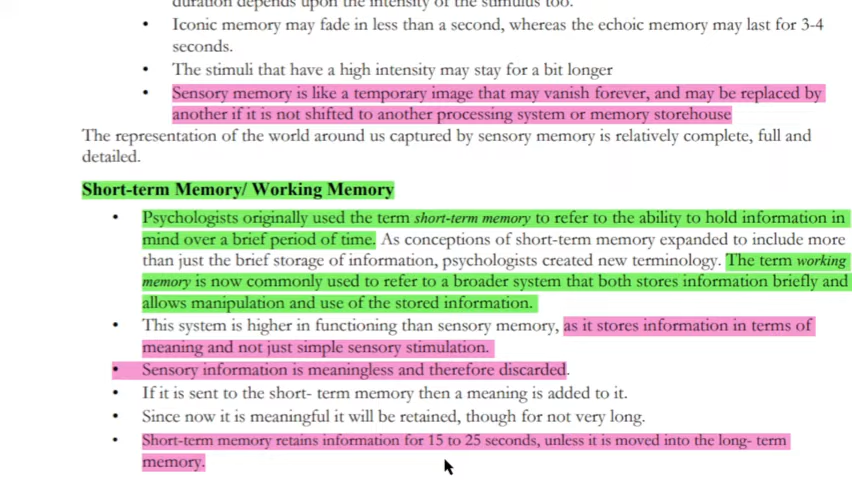 duration depends upon the intensity of the stimulus too.
• Iconic memory may fade in less than a second, whereas the echoic memory may last for 3-4
seconds.
• The stimuli that have a high intensity may stay for a bit longer
• Sensory memory is like a temporary image that may vanish forever, and may be replaced by
another if it is not shifted to another processing system or memory storehouse
The representation of the world around us captured by sensory memory is relatively complete, full and
detailed.
Short-term Memory/ Working Memory
• Psychologists originally used the term short-term memory to refer to the ability to hold information in
mind over a brief period of time. As conceptions of short-term memory expanded to include more
than just the brief storage of information, psychologists created new terminology. The term working
memory is now commonly used to refer to a broader system that both stores information briefly and
allows manipulation and use of the stored information.
• This system is higher in functioning than sensory memory, as it stores information in terms of
meaning and not just simple sensory stimulation.
• Sensory information is meaningless and therefore discarded.
• If it is sent to the short- term memory then a meaning is added to it.
• Since now it is meaningful it will be retained, though for not very long.
• Short-term memory retains information for 15 to 25 seconds, unless it is moved into the long- term
memory.